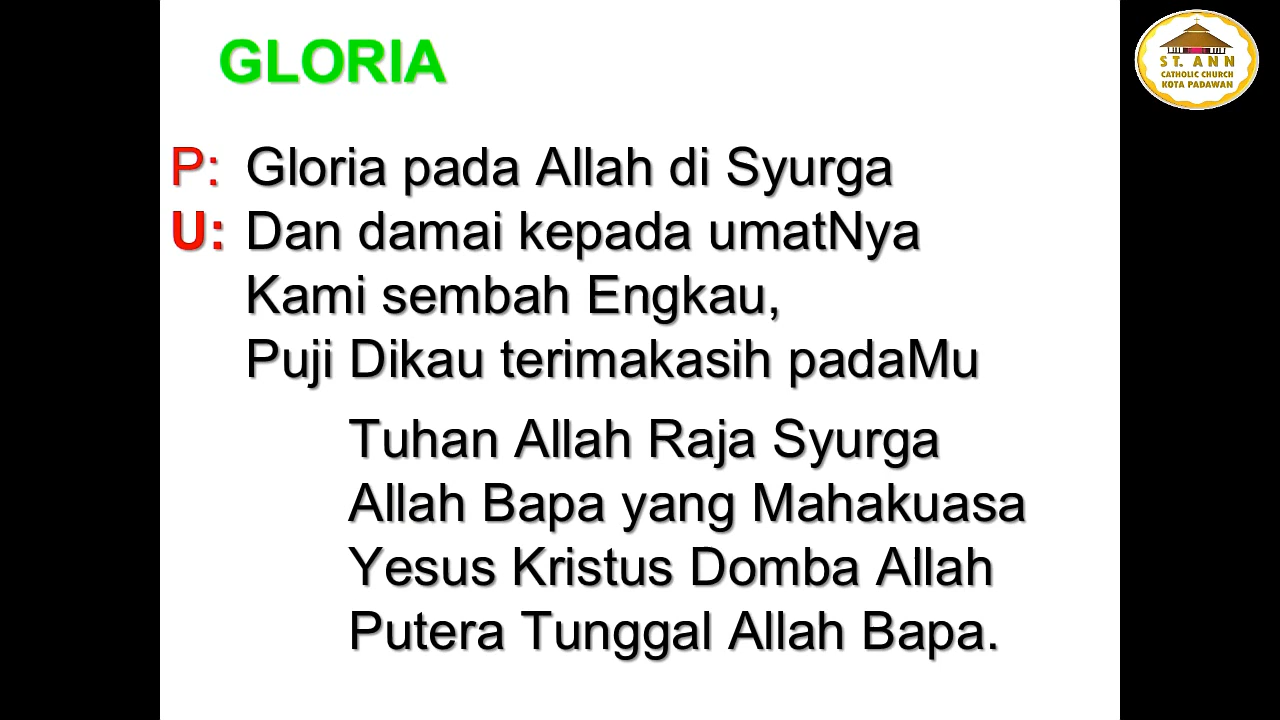 GLORIA
P: Gloria pada Allah di Syurga
U: Dan damai kepada umatNya
Kami sembah Engkau,
Puji Dikau terimakasih padaMu
Tuhan Allah Raja Syurga
Allah Bapa yang Mahakuasa
Yesus Kristus Domba Allah
Putera Tunggal Allah Bapa.
ST. ANN
CATHOLIC CHURCH
KOTA PADAWAN